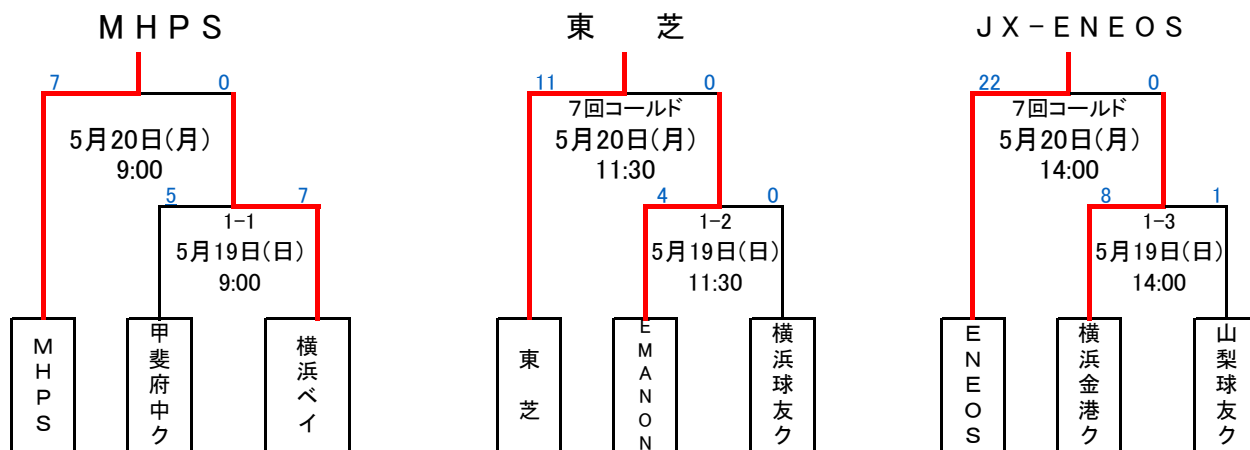 MHPS
7 0
5月20日(月)
9:00
5 7
1-1
5月19日(日)
9:00
MHPS
甲斐府中ク
横浜ベイ
東 芝
11 0
7回コールド
5月20日(月)
11:30
4 0
1-2
5月19日(日)
11:30
東芝
EMANON
横浜球友ク
JX-ENEOS
22 0
7回コールド
5月20日(月)
14:00
8 1
1-3
5月19日(日)
14:00
ENEOS
横浜金港ク
山梨球友ク